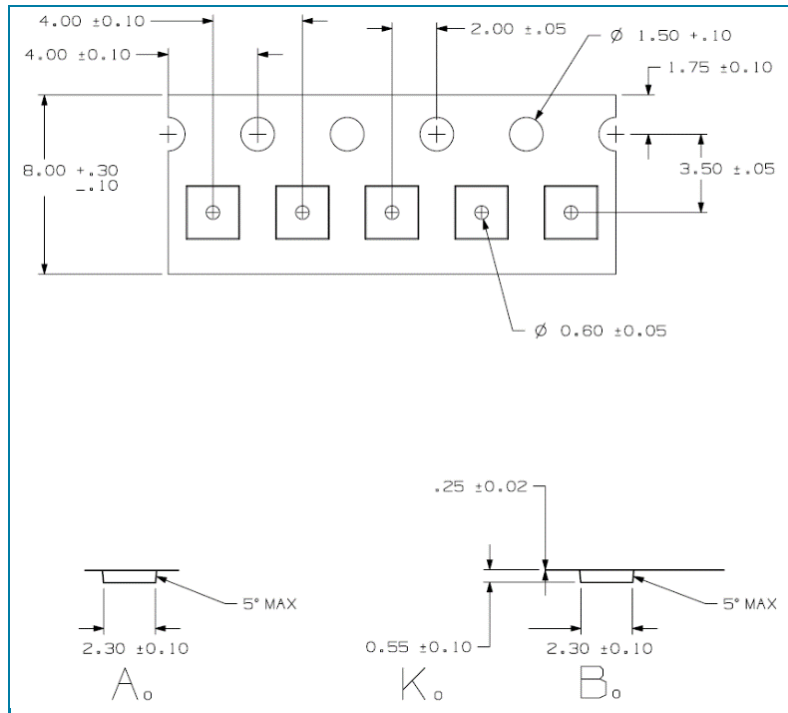 4.00 ±0.10
2.00 ±.05
Ø 1.50 +.10
4.00 ±0.10
1.75 ±0.10
8.00 +.30
-.10
3.50 ±.05
Ø 0.60 ±0.05
.25 ±0.02
5° MAX
5° MAX
2.30 ±0.10
0.55 ±0.10
2.30 ±0.10
A₀
K₀
B₀